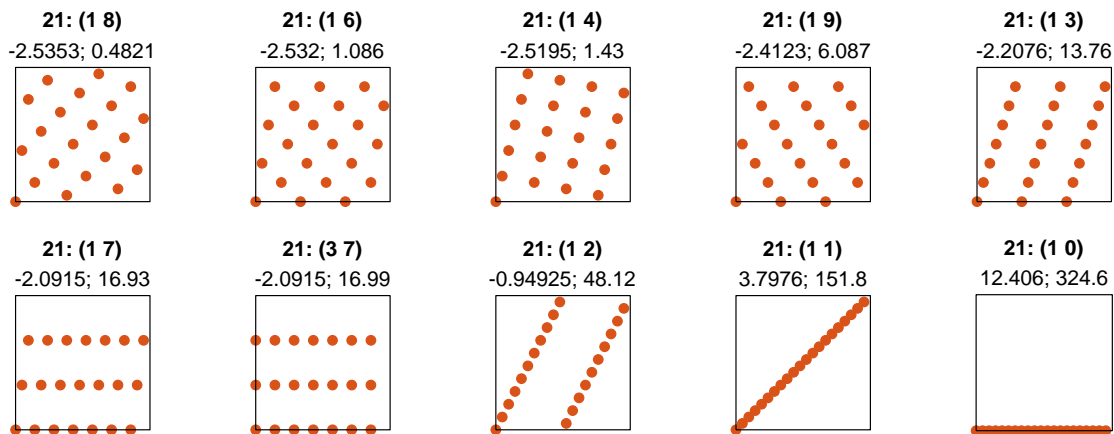 21: (1 8)
-2.5353; 0.4821
21: (1 6)
-2.532; 1.086
21: (1 4)
-2.5195; 1.43
21: (1 9)
-2.4123; 6.087
21: (1 3)
-2.2076; 13.76
21: (1 7)
-2.0915; 16.93
21: (3 7)
-2.0915; 16.99
21: (1 2)
-0.94925; 48.12
21: (1 1)
3.7976; 151.8
21: (1 0)
12.406; 324.6